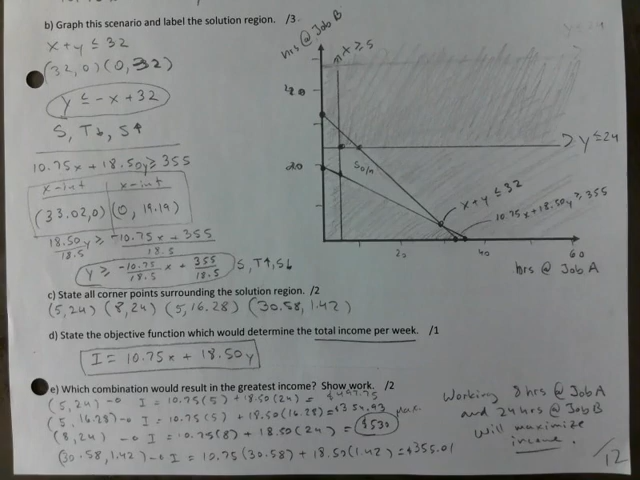 b) Graph this scenario and label the solution region. /3
x + y ≤ 32
(32, 0) (0, 32)
y ≤ -x + 32
10.75x + 18.50y ≥ 355
x-int x-int
(33.02, 0) (0, 19.19)
18.50y ≥ -10.75x + 355
18.5 18.5
y ≥ -10.75/18.5 x + 355/18.5
hrs @ Job B
x ≥ 5
40
20
y ≤ 24
Soln
x + y ≤ 32
10.75x + 18.50y ≥ 355
20 40 60
hrs @ Job A
c) State all corner points surrounding the solution region. /2
(5, 24) (8, 24) (5, 16.28) (30.58, 1.42)
d) State the objective function which would determine the total income per week. /1
I = 10.75x + 18.50y
e) Which combination would result in the greatest income? Show work. /2
(5, 24) → I = 10.75(5) + 18.50(24) = $497.75
(5, 16.28) → I = 10.75(5) + 18.50(16.28) = $354.93
(8, 24) → I = 10.75(8) + 18.50(24) = $530 max.
(30.58, 1.42) → I = 10.75(30.58) + 18.50(1.42) = $355.01
Working 8 hrs @ Job A
and 24 hrs @ Job B
will maximize
income.
/12